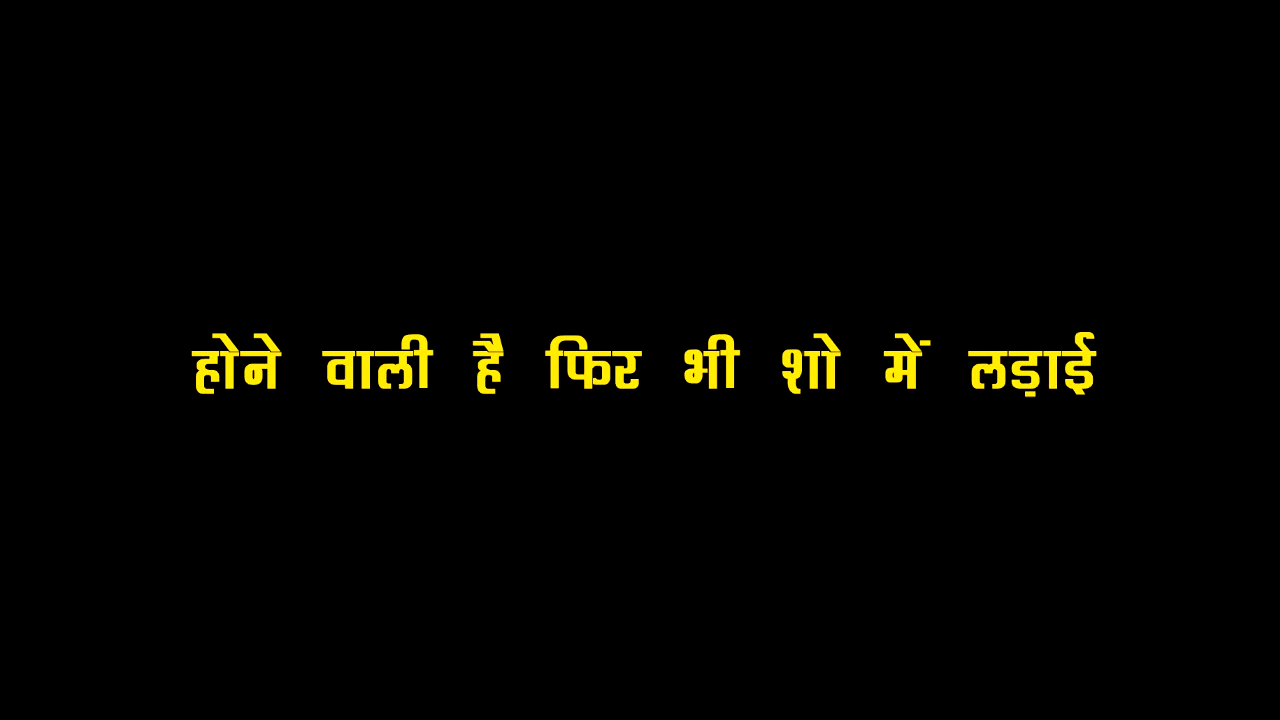 होने वाली है फिर भी शो में लड़ाई